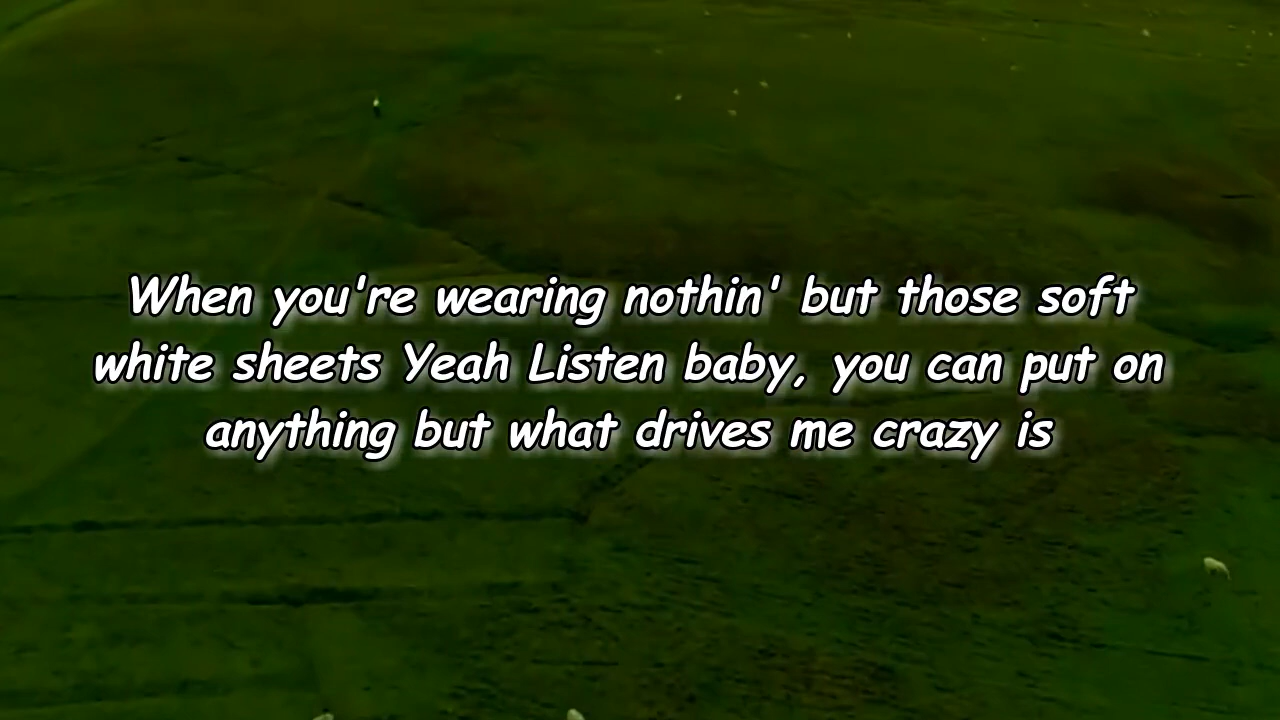 When you're wearing nothin' but those soft
white sheets Yeah Listen baby, you can put on
anything but what drives me crazy is